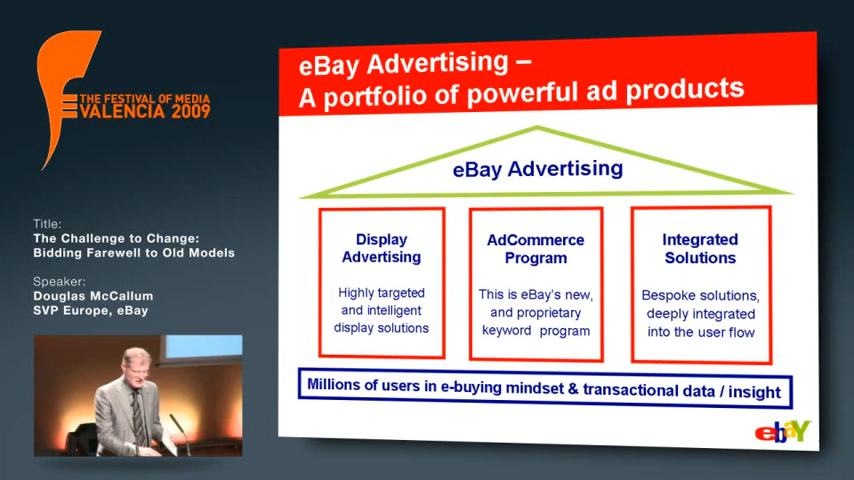 THE FESTIVAL OF MEDIA
VALENCIA 2009
Title:
The Challenge to Change:
Bidding Farewell to Old Models
Speaker:
Douglas McCallum
SVP Europe, eBay
eBay Advertising –
A portfolio of powerful ad products
eBay Advertising
Display
Advertising
Highly targeted
and intelligent
display solutions
AdCommerce
Program
This is eBay's new,
and proprietary
keyword program
Integrated
Solutions
Bespoke solutions,
deeply integrated
into the user flow
Millions of users in e-buying mindset & transactional data / insight
ebaY